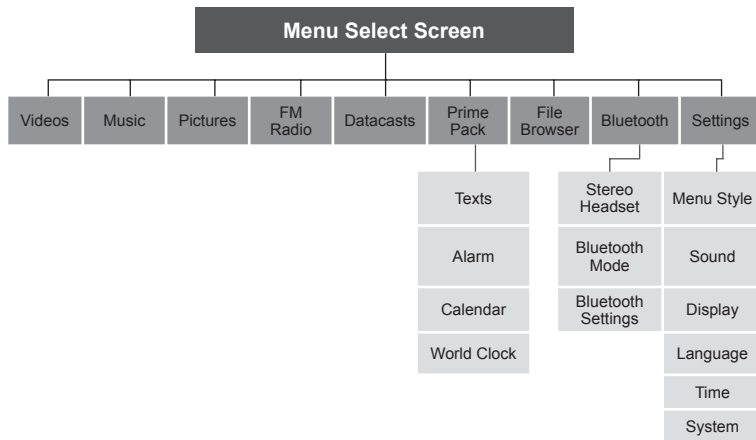 Menu Select Screen
Videos
Music
Pictures
FM
Radio
Datacasts
Prime
Pack
File
Browser
Bluetooth
Settings
Texts
Alarm
Calendar
World Clock
Stereo
Headset
Bluetooth
Mode
Bluetooth
Settings
Menu Style
Sound
Display
Language
Time
System